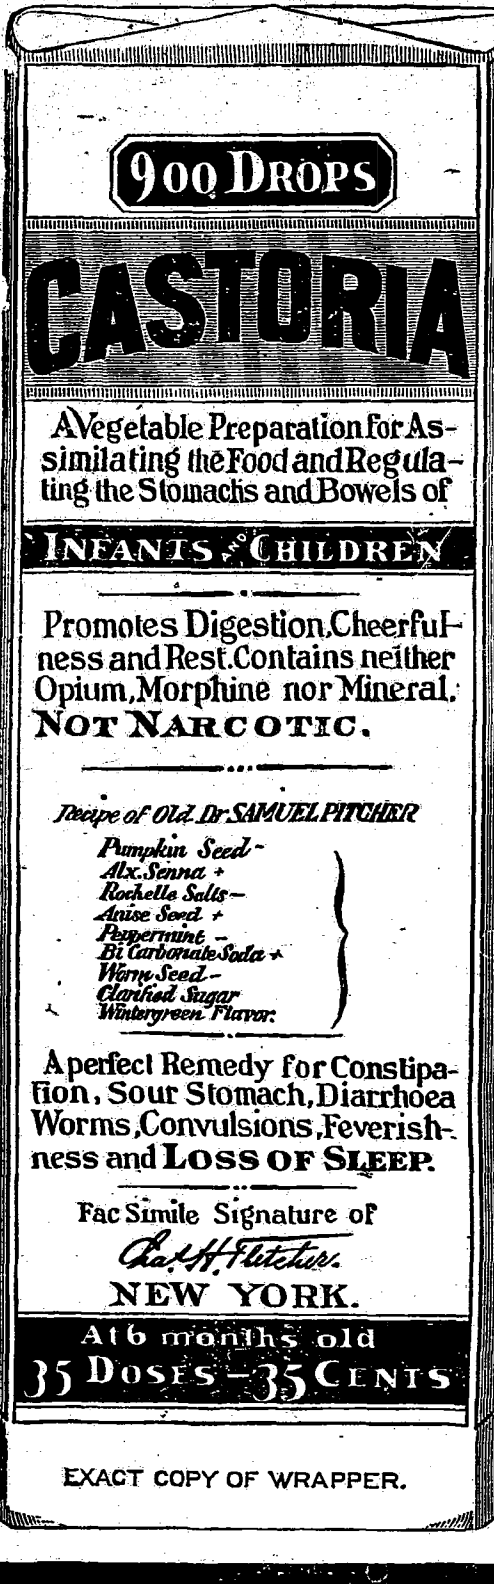 900 DROPS
CASTORIA
A Vegetable Preparation for As-
similating the Food and Regula-
ting the Stomachs and Bowels of
INFANTS AND CHILDREN
Promotes Digestion, Cheerful-
ness and Rest. Contains neither
Opium, Morphine nor Mineral.
NOT NARCOTIC.
Recipe of Old Dr SAMUEL PITCHER
Pumpkin Seed -
Alx. Senna +
Rochelle Salts -
Anise Seed +
Peppermint -
Bi Carbonate Soda +
Worm Seed -
Clarified Sugar
Wintergreen Flavor.
A perfect Remedy for Constipa-
tion, Sour Stomach, Diarrhoea
Worms, Convulsions, Feverish-
ness and LOSS OF SLEEP.
Fac Simile Signature of
Chas. H. Fletcher.
NEW YORK.
At 6 months old
35 DOSES - 35 CENTS
EXACT COPY OF WRAPPER.